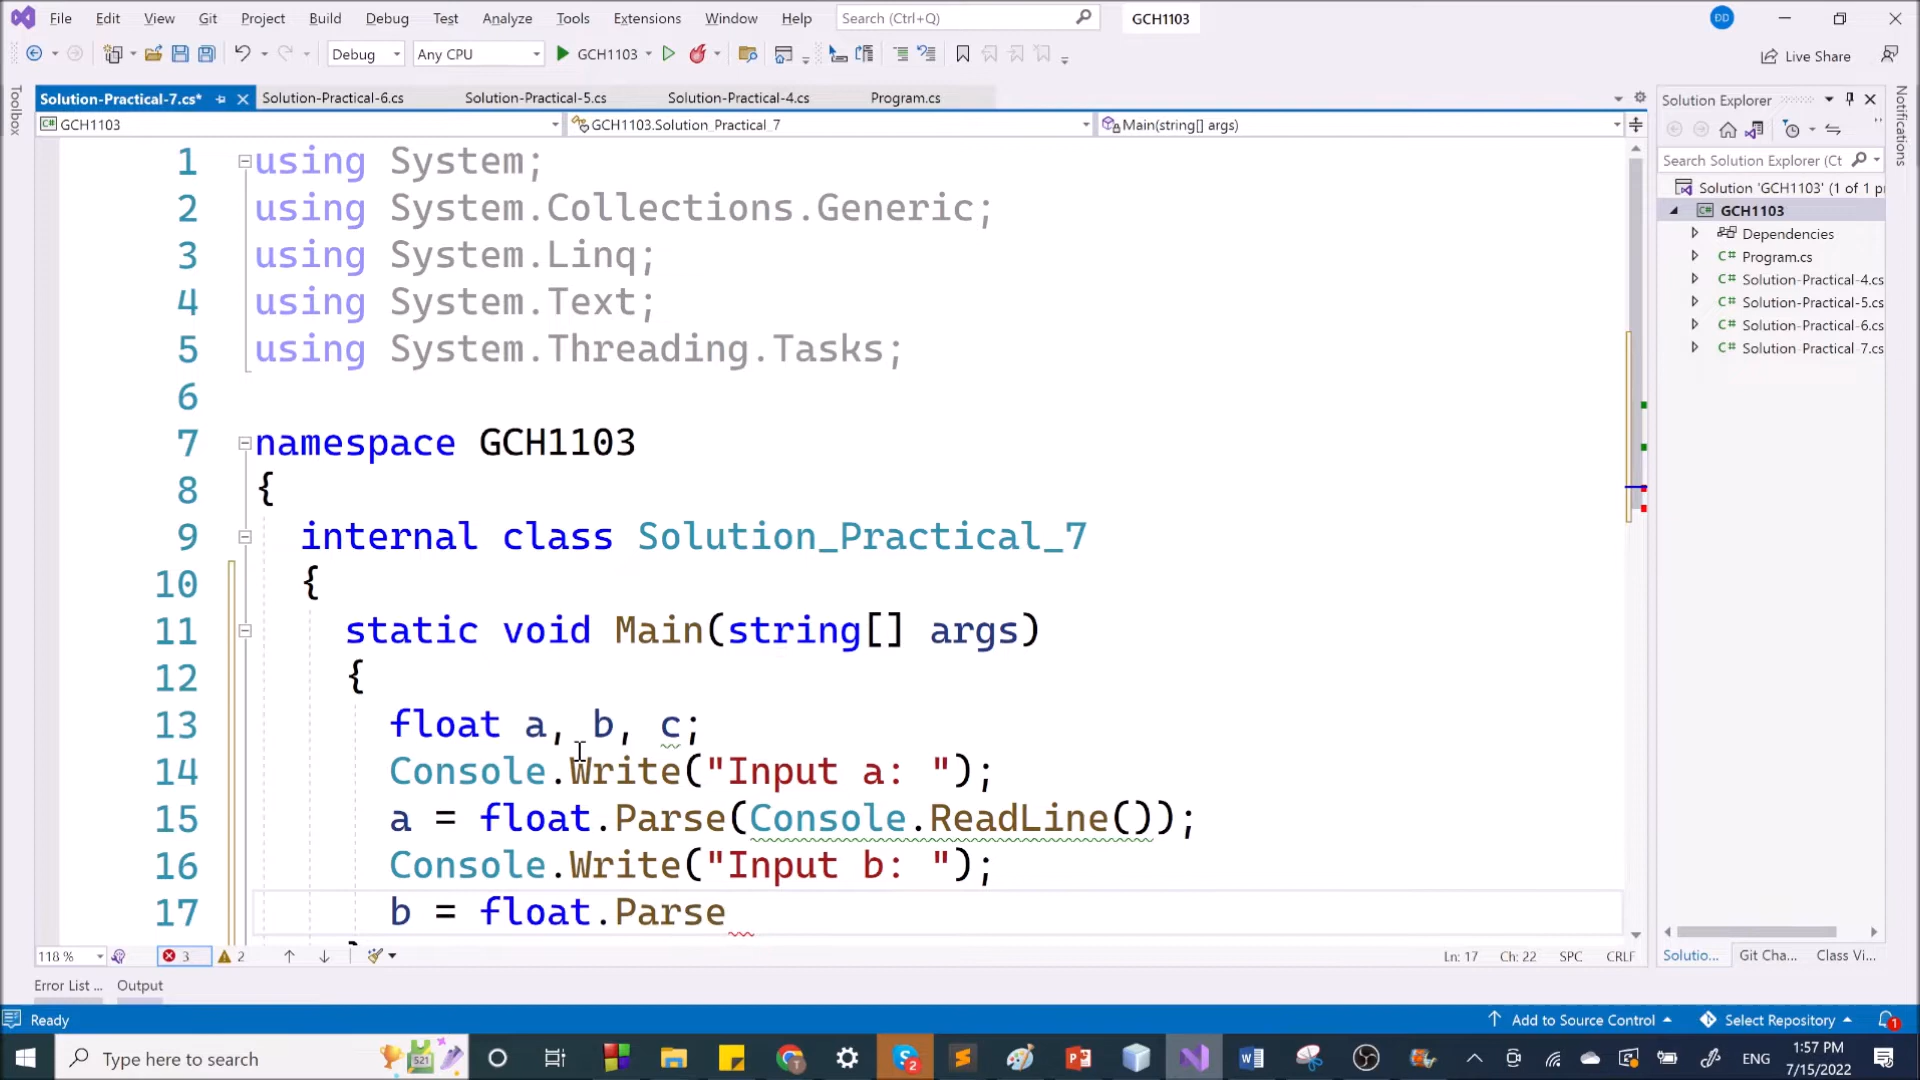 File Edit View Git Project Build Debug Test Analyze Tools Extensions Window Help Search (Ctrl+Q) GCH1103 DD
Debug Any CPU GCH1103 Live Share
Toolbox
Solution-Practical-7.cs* Solution-Practical-6.cs Solution-Practical-5.cs Solution-Practical-4.cs Program.cs
GCH1103 GCH1103.Solution_Practical_7 Main(string[] args)
1 using System;
2 using System.Collections.Generic;
3 using System.Linq;
4 using System.Text;
5 using System.Threading.Tasks;
6
7 namespace GCH1103
8 {
9 internal class Solution_Practical_7
10 {
11 static void Main(string[] args)
12 {
13 float a, b, c;
14 Console.Write("Input a: ");
15 a = float.Parse(Console.ReadLine());
16 Console.Write("Input b: ");
17 b = float.Parse
118 % 3 2 Ln: 17 Ch: 22 SPC CRLF
Solution Explorer
Search Solution Explorer (Ct
Solution 'GCH1103' (1 of 1 pr
GCH1103
Dependencies
Program.cs
Solution-Practical-4.cs
Solution-Practical-5.cs
Solution-Practical-6.cs
Solution-Practical-7.cs
Solutio... Git Cha... Class Vi...
Notifications
Error List ... Output
Ready Add to Source Control Select Repository 1
Type here to search 521 2 ENG 1:57 PM
7/15/2022